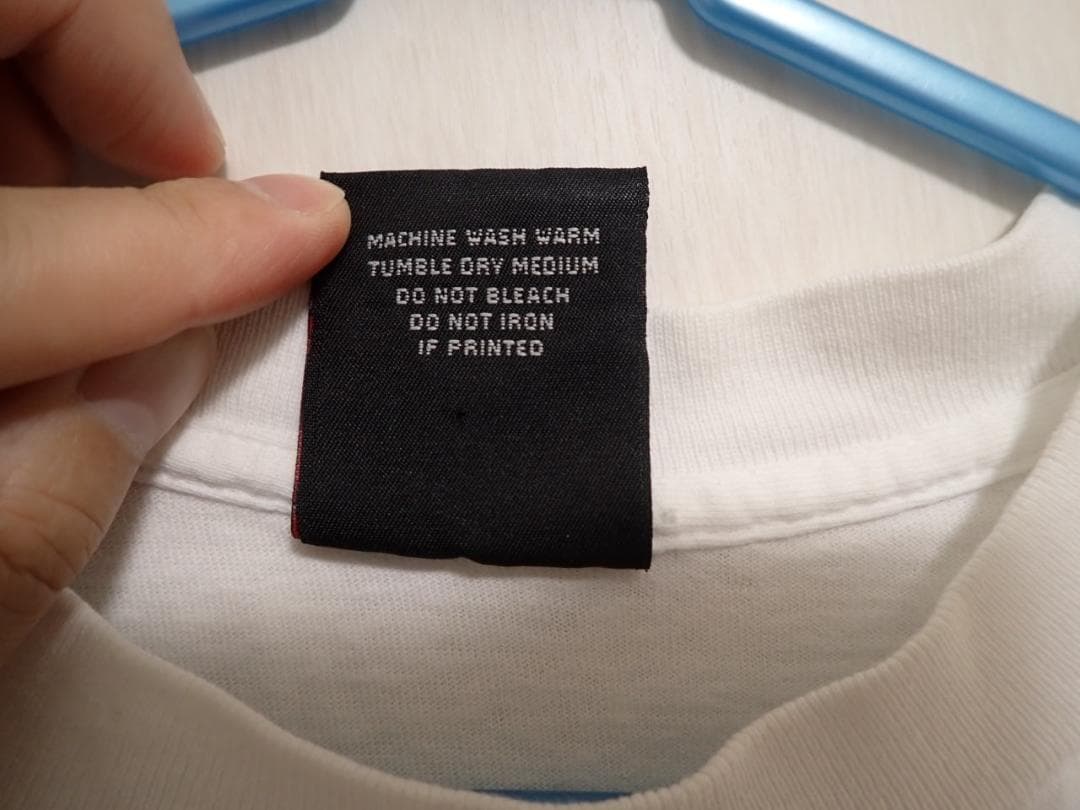 MACHINE WASH WARM
TUMBLE DRY MEDIUM
DO NOT BLEACH
DO NOT IRON
IF PRINTED